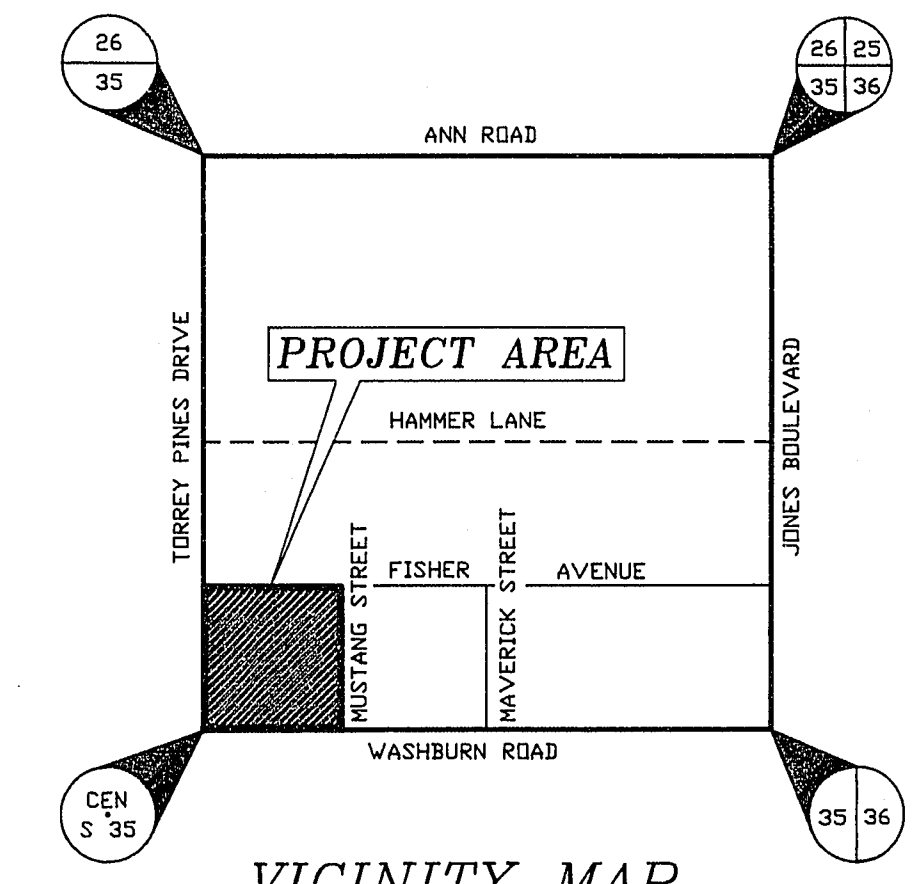 26
35
26 25
35 36
ANN ROAD
TORREY PINES DRIVE
PROJECT AREA
HAMMER LANE
JONES BOULEVARD
MUSTANG STREET
FISHER
MAVERICK STREET
AVENUE
WASHBURN ROAD
CEN
S 35
35 36
VICINITY MAP